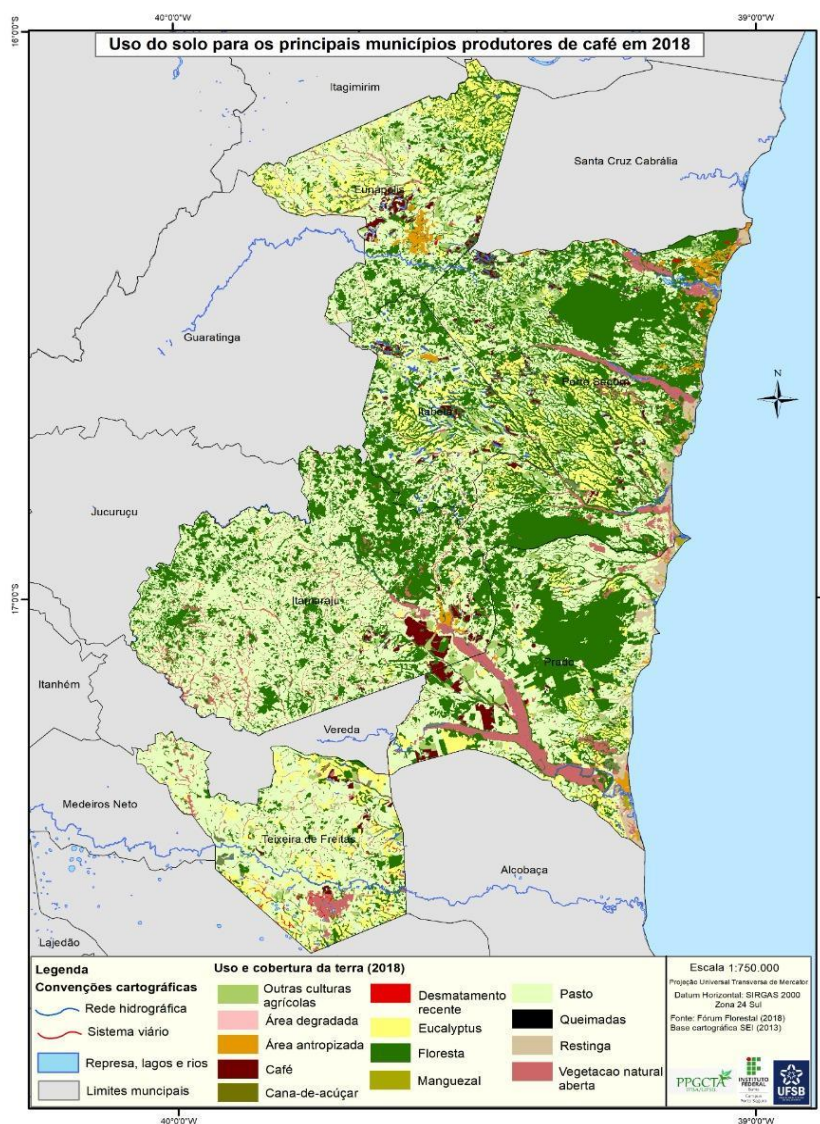 40°0'0"W
39°0'0"W
16°0'0"S
Uso do solo para os principais municípios produtores de café em 2018
Itagimirim
Santa Cruz Cabrália
Eunápolis
Guaratinga
Porto Seguro
Itabela
N
Jucuruçu
17°0'0"S
Itamaraju
Prado
Itanhém
Vereda
Medeiros Neto
Teixeira de Freitas
Alcobaça
Lajedão
Legenda
Convenções cartográficas
Rede hidrográfica
Sistema viário
Represa, lagos e rios
Limites muncipais
Uso e cobertura da terra (2018)
Outras culturas
agrícolas
Área degradada
Área antropizada
Café
Cana-de-acúçar
Desmatamento
recente
Eucalyptus
Floresta
Manguezal
Pasto
Queimadas
Restinga
Vegetacao natural
aberta
Escala 1:750.000
Projeção Universal Transversa de Mercator
Datum Horizontal: SIRGAS 2000
Zona 24 Sul
Fonte: Fórum Florestal (2018)
Base cartográfica SEI (2013)
PPGCTA
INSTITUTO
FEDERAL
UFSB
40°0'0"W
39°0'0"W